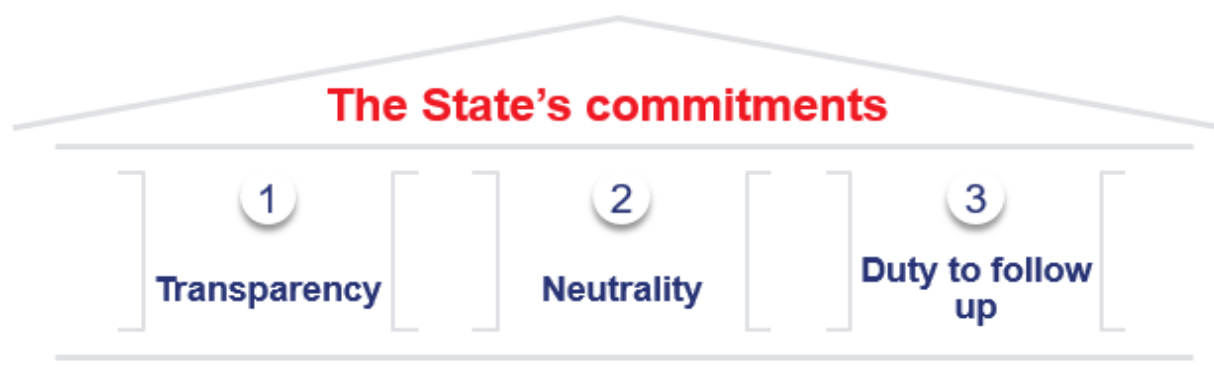 The State’s commitments
1
2
3
Transparency
Neutrality
Duty to follow
up